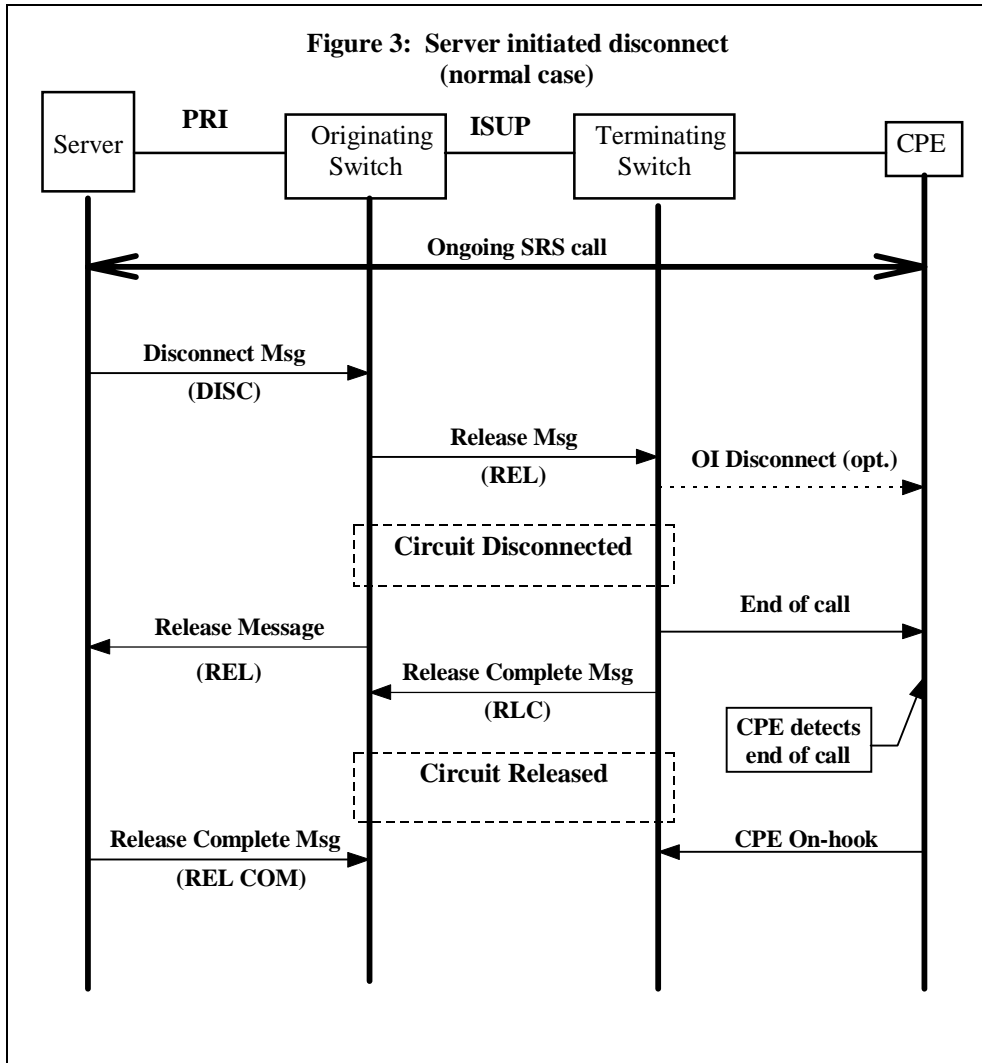 Figure 3: Server initiated disconnect
(normal case)
PRI
ISUP
Server
Originating
Switch
Terminating
Switch
CPE
Ongoing SRS call
Disconnect Msg
(DISC)
Release Msg
(REL)
OI Disconnect (opt.)
Circuit Disconnected
End of call
Release Message
(REL)
Release Complete Msg
(RLC)
CPE detects
end of call
Circuit Released
Release Complete Msg
(REL COM)
CPE On-hook